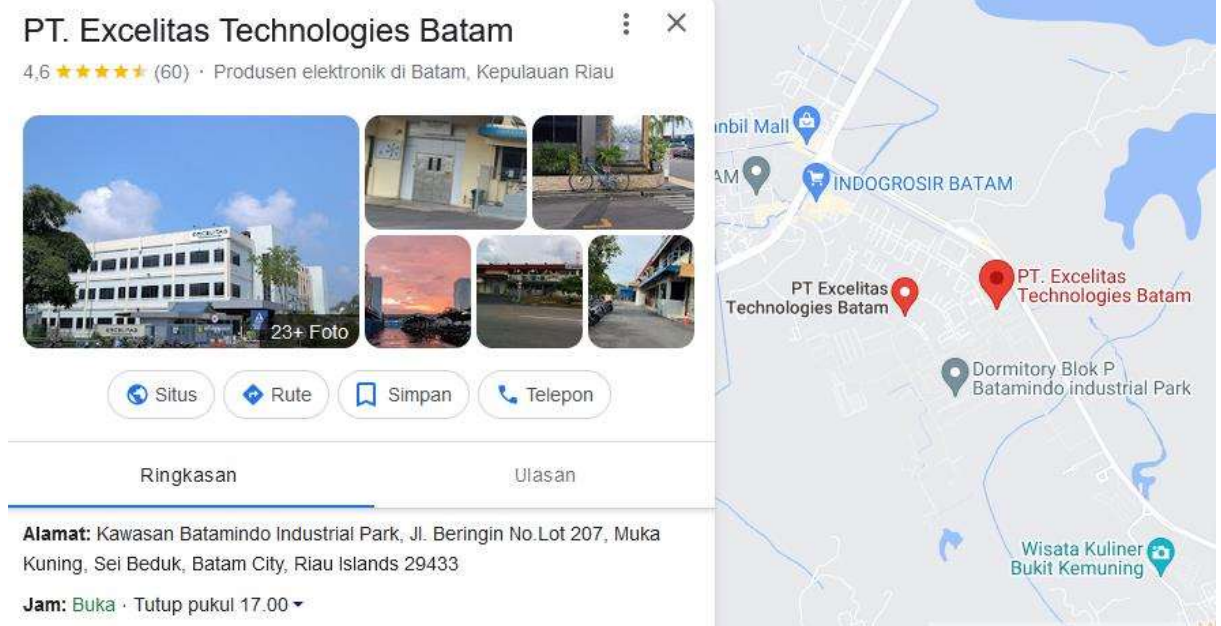 PT. Excelitas Technologies Batam
4,6 (60) · Produsen elektronik di Batam, Kepulauan Riau
EXCELITAS
EXCELITAS
23+ Foto
Situs
Rute
Simpan
Telepon
Ringkasan
Ulasan
Alamat: Kawasan Batamindo Industrial Park, Jl. Beringin No.Lot 207, Muka
Kuning, Sei Beduk, Batam City, Riau Islands 29433
Jam: Buka · Tutup pukul 17.00
nbil Mall
AM
INDOGROSIR BATAM
PT Excelitas
Technologies Batam
PT. Excelitas
Technologies Batam
Dormitory Blok P
Batamindo industrial Park
Wisata Kuliner
Bukit Kemuning